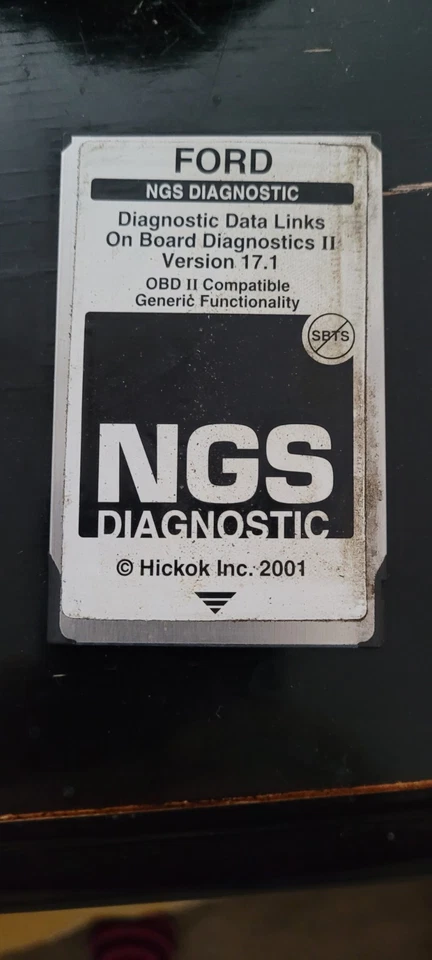 FORD
NGS DIAGNOSTIC
Diagnostic Data Links
On Board Diagnostics II
Version 17.1
OBD II Compatible
Generic Functionality
SBTS
NGS
DIAGNOSTIC
© Hickok Inc. 2001